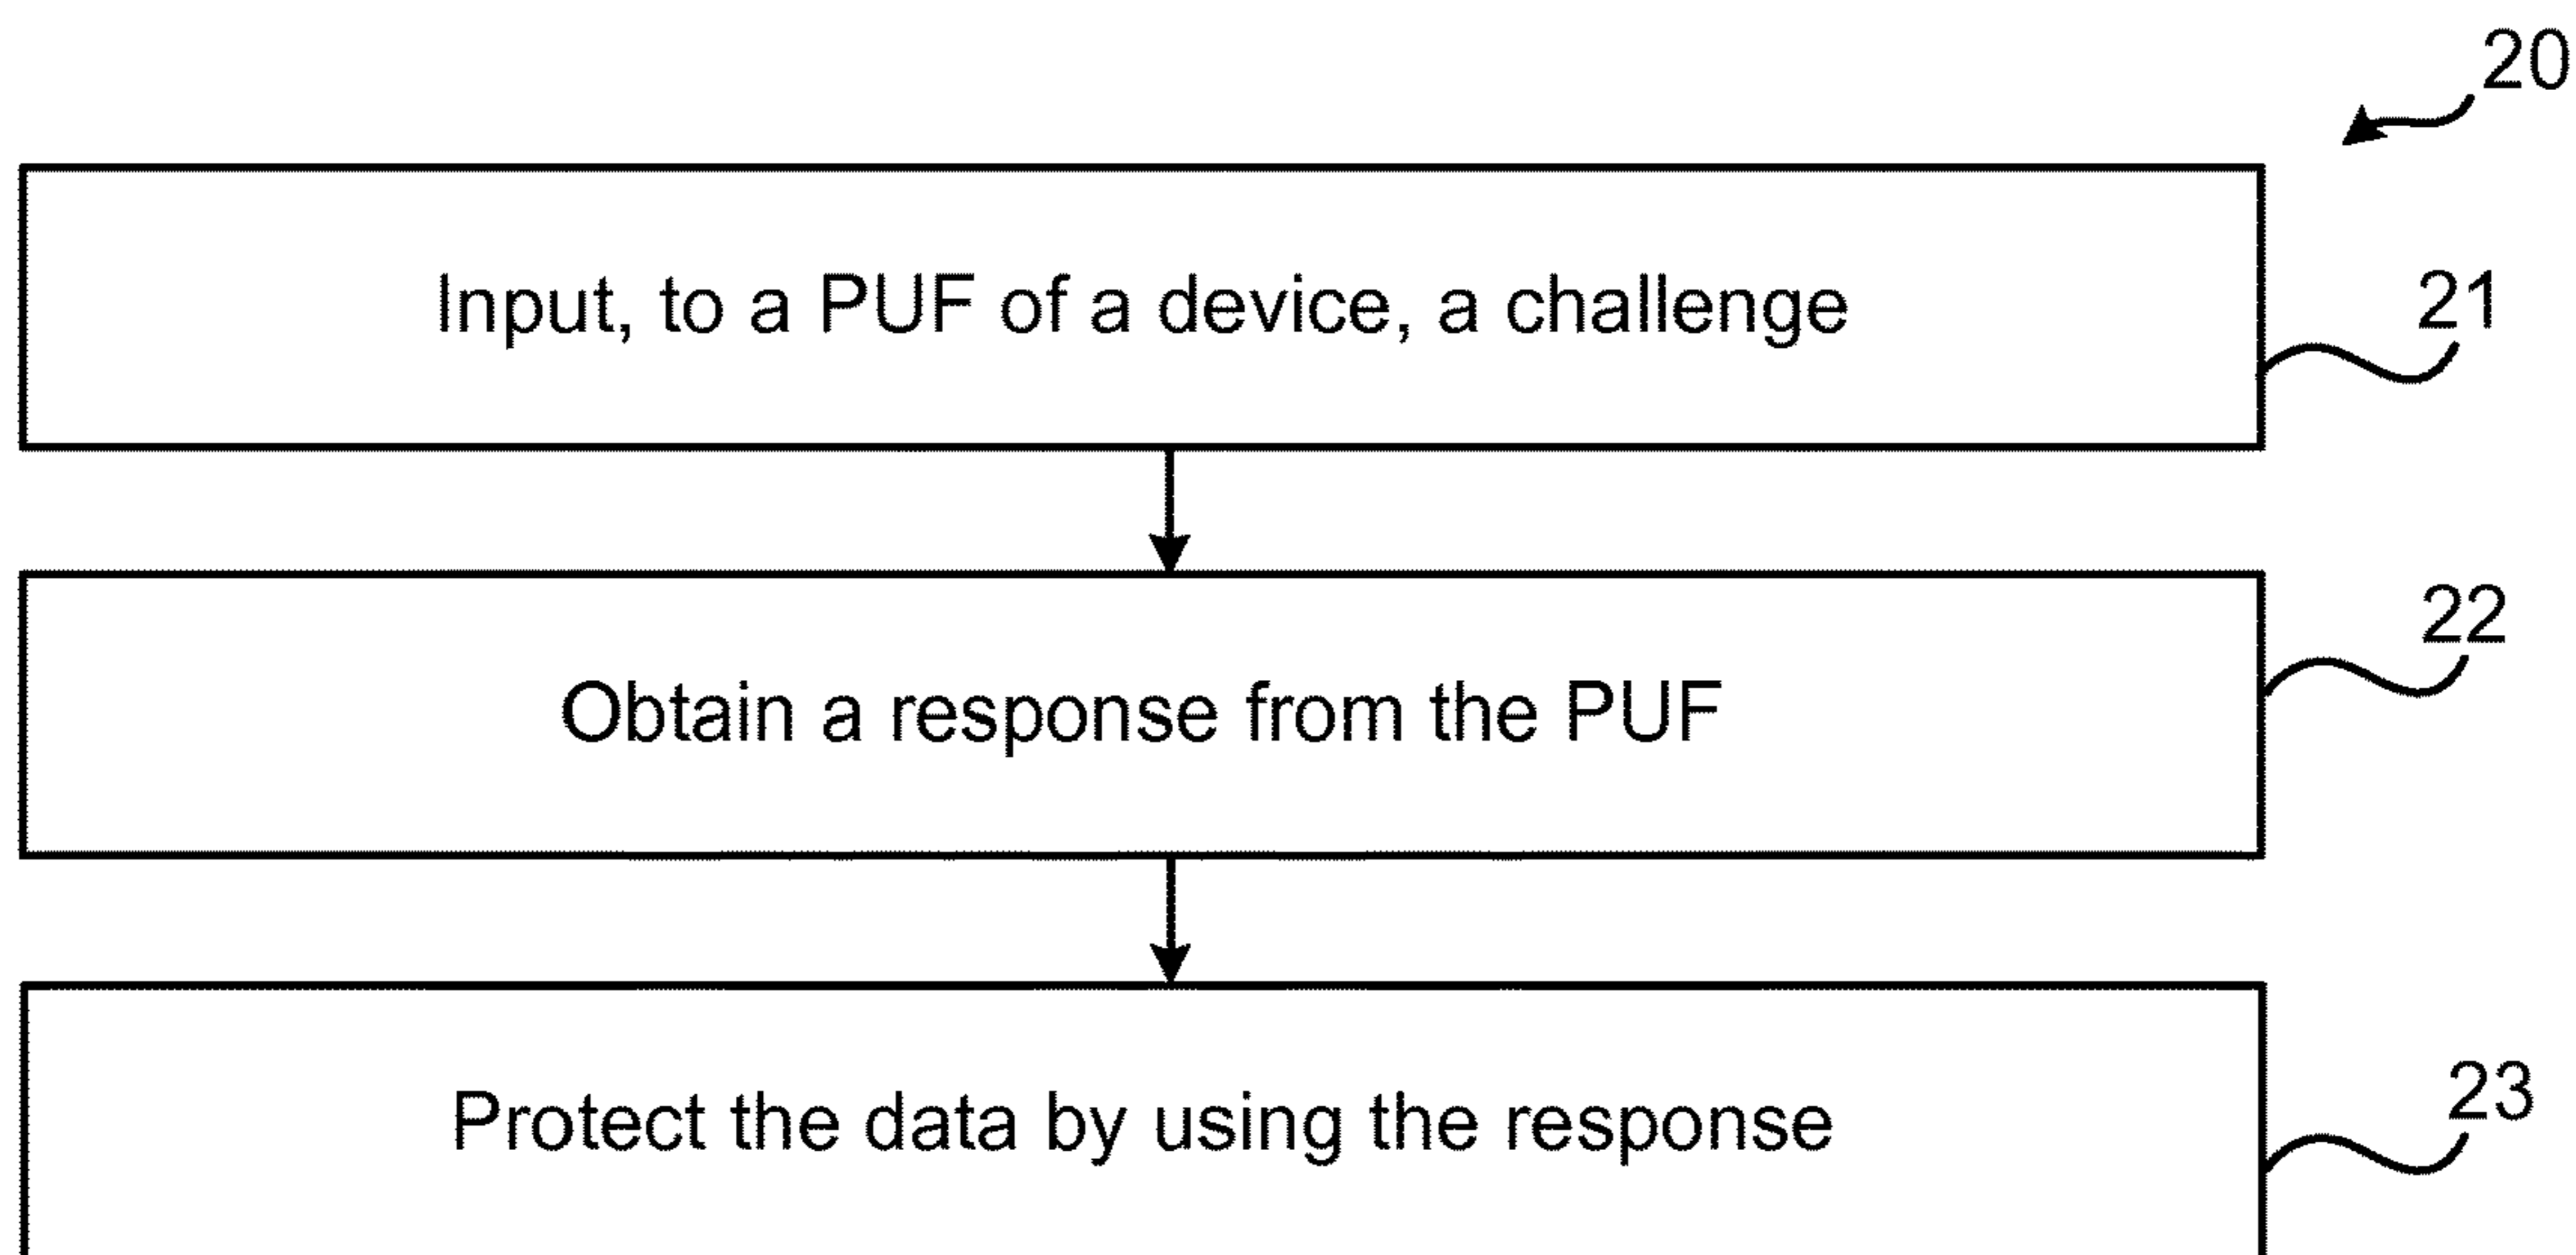 20
Input, to a PUF of a device, a challenge
21
Obtain a response from the PUF
22
Protect the data by using the response
23